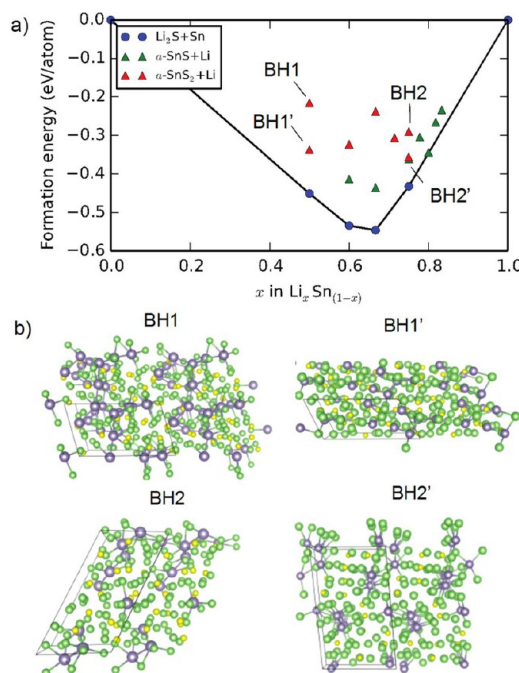 a)
0.0
−0.1
−0.2
−0.3
−0.4
−0.5
−0.6
Formation energy (eV/atom)
Li₂S+Sn
a-SnS+Li
a-SnS₂+Li
BH1
BH1’
BH2
BH2’
0.0 0.2 0.4 0.6 0.8 1.0
x in LiₓSn₍₁₋ₓ₎
b)
BH1 BH1’
BH2 BH2’